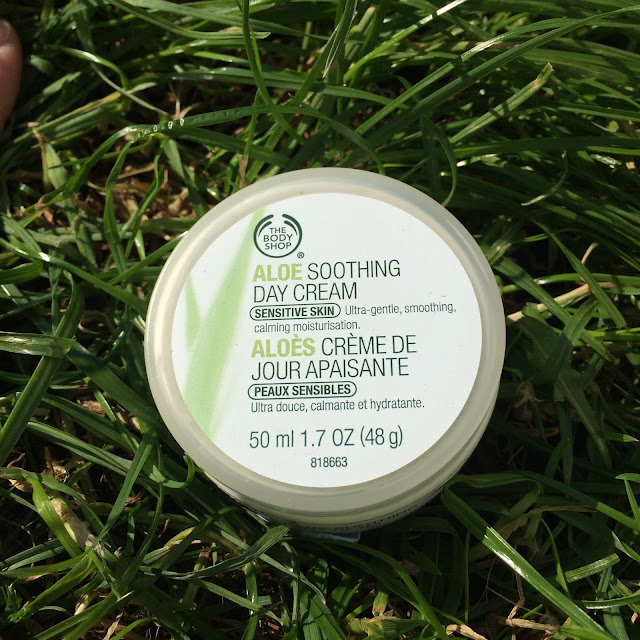 THE
BODY
SHOP
®
ALOE SOOTHING
DAY CREAM
SENSITIVE SKIN Ultra-gentle, smoothing,
calming moisturisation.
ALOÈS CRÈME DE
JOUR APAISANTE
PEAUX SENSIBLES
Ultra douce, calmante et hydratante.
50 ml 1.7 OZ (48 g)
818663